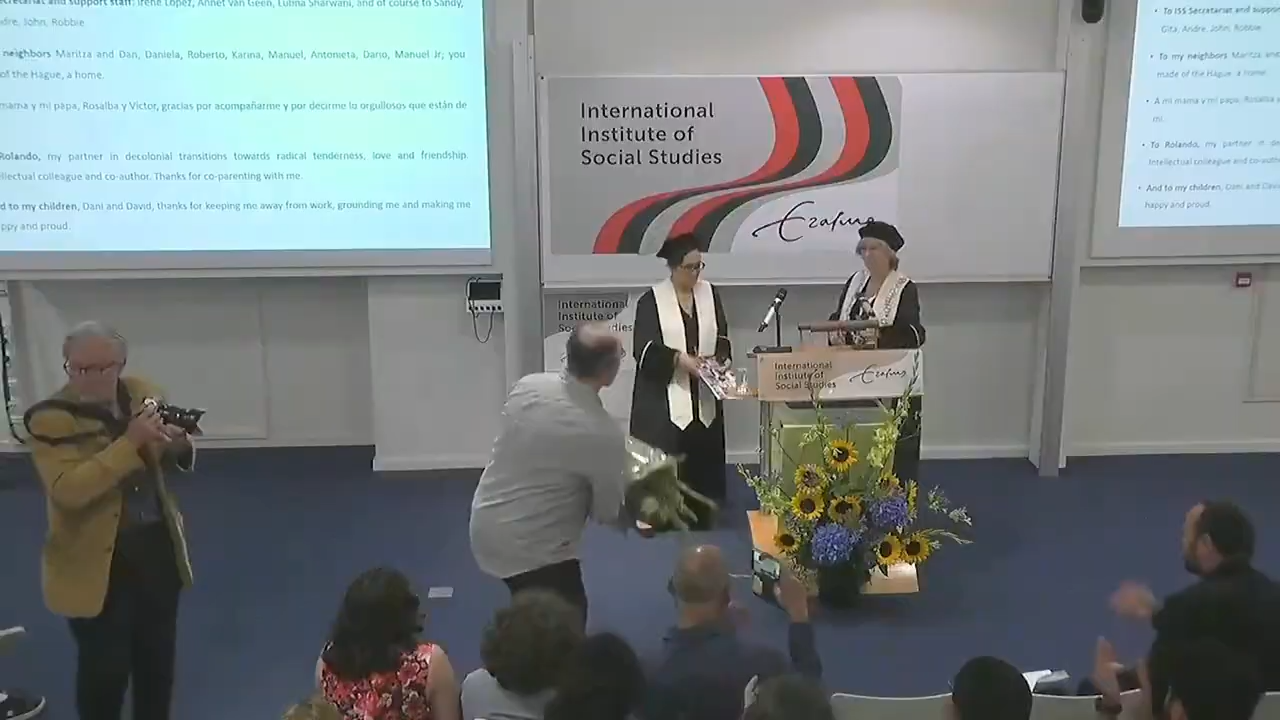 secretariat and support staff: Irene Lopez, Annet van Geen, Lubna Sharwani, and of course to Sandy,
dre, John, Robbie
neighbors Maritza and Dan, Daniela, Roberto, Karina, Manuel, Antonieta, Dario, Manuel Jr; you
of the Hague, a home.
mama y mi papa, Rosalba y Victor, gracias por acompañarme y por decirme lo orgullosos que están de
Rolando, my partner in decolonial transitions towards radical tenderness, love and friendship.
ellectual colleague and co-author. Thanks for co-parenting with me.
d to my children, Dani and David, thanks for keeping me away from work, grounding me and making me
ppy and proud.
International
Institute of
Social Studies
Erasmus
International
Institute of
Social Studies
International
Institute of
Social Studies
Erasmus
• To ISS Secretariat and suppor
Gita, Andre, John, Robbie
• To my neighbors Maritza, and
made of the Hague, a home.
• A mi mama y mi papa, Rosalba y
mi.
• To Rolando, my partner in de
Intellectual colleague and co-autho
• And to my children, Dani and Davi
happy and proud.